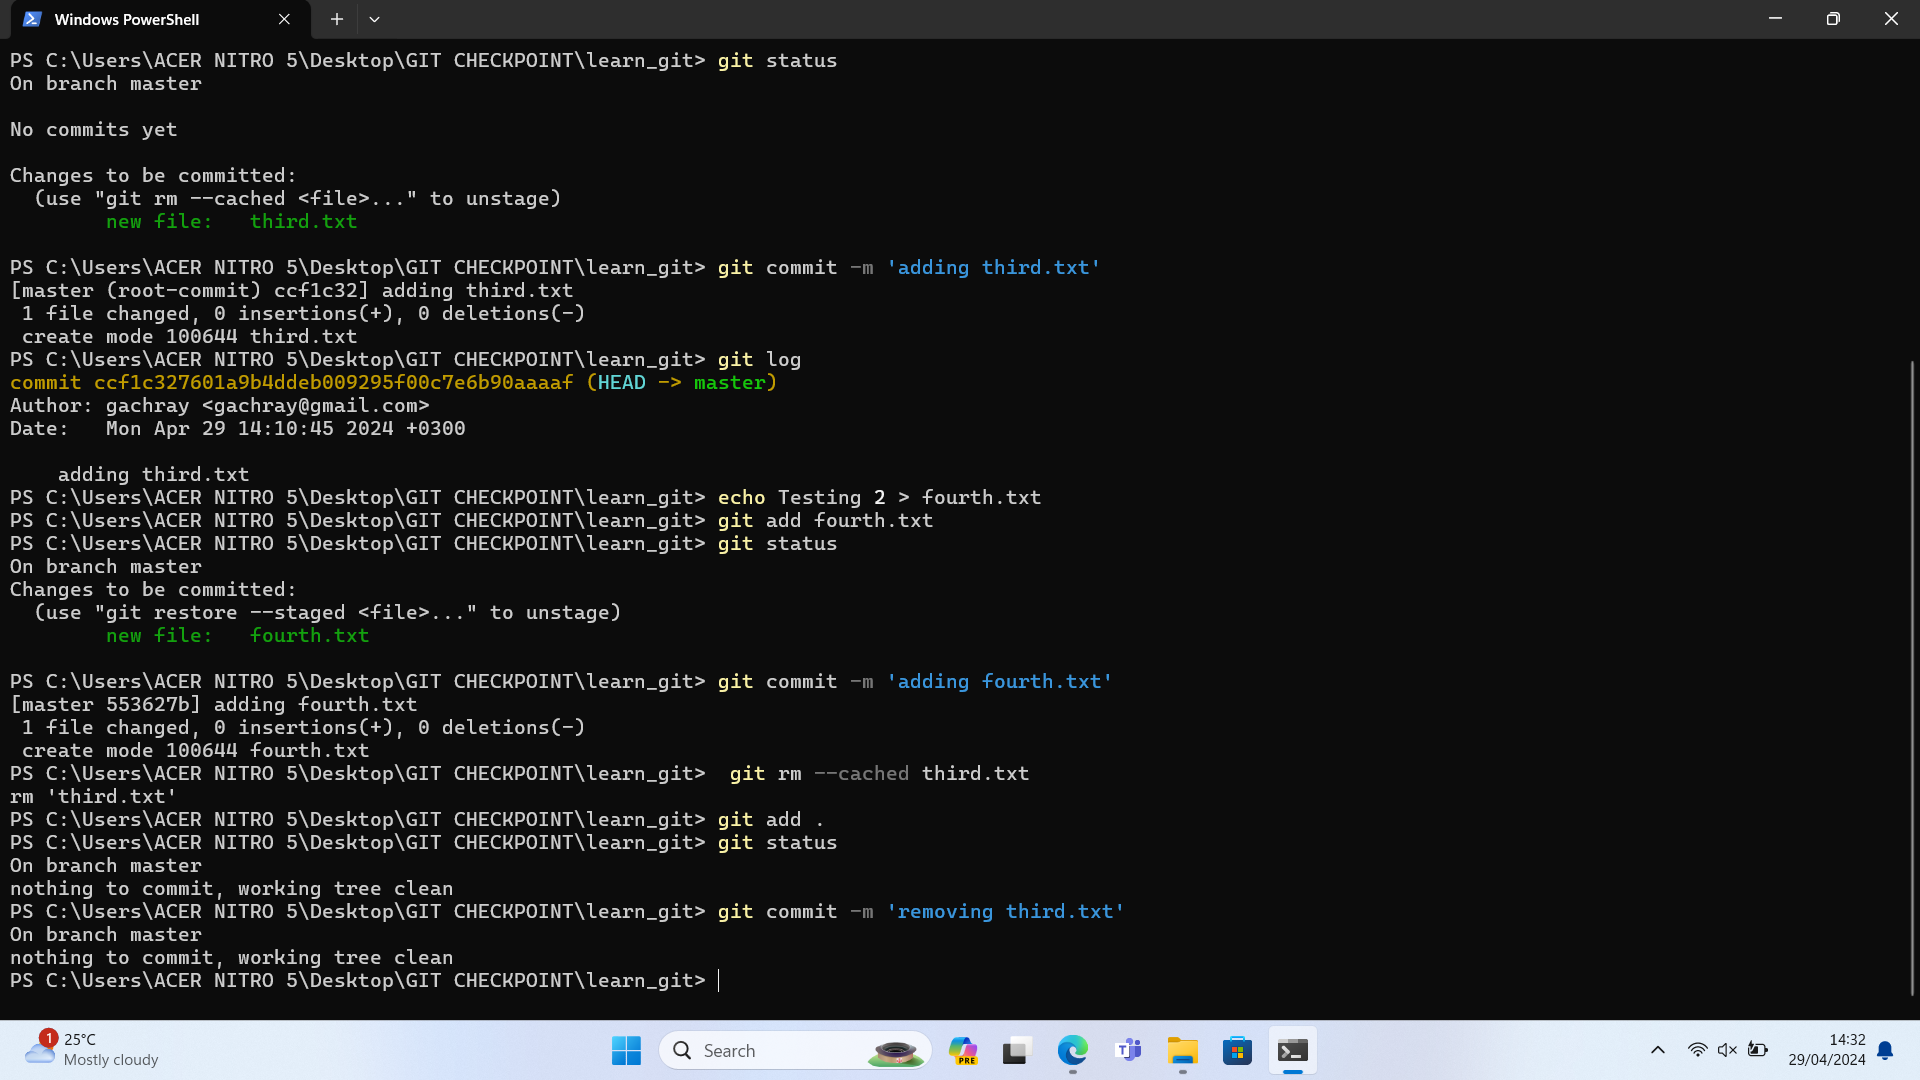 Windows PowerShell
PS C:\Users\ACER NITRO 5\Desktop\GIT CHECKPOINT\learn_git> git status
On branch master
No commits yet
Changes to be committed:
  (use "git rm --cached <file>..." to unstage)
        new file:   third.txt
PS C:\Users\ACER NITRO 5\Desktop\GIT CHECKPOINT\learn_git> git commit -m 'adding third.txt'
[master (root-commit) ccf1c32] adding third.txt
 1 file changed, 0 insertions(+), 0 deletions(-)
 create mode 100644 third.txt
PS C:\Users\ACER NITRO 5\Desktop\GIT CHECKPOINT\learn_git> git log
commit ccf1c327601a9b4ddeb009295f00c7e6b90aaaaf (HEAD -> master)
Author: gachray <gachray@gmail.com>
Date:   Mon Apr 29 14:10:45 2024 +0300
    adding third.txt
PS C:\Users\ACER NITRO 5\Desktop\GIT CHECKPOINT\learn_git> echo Testing 2 > fourth.txt
PS C:\Users\ACER NITRO 5\Desktop\GIT CHECKPOINT\learn_git> git add fourth.txt
PS C:\Users\ACER NITRO 5\Desktop\GIT CHECKPOINT\learn_git> git status
On branch master
Changes to be committed:
  (use "git restore --staged <file>..." to unstage)
        new file:   fourth.txt
PS C:\Users\ACER NITRO 5\Desktop\GIT CHECKPOINT\learn_git> git commit -m 'adding fourth.txt'
[master 553627b] adding fourth.txt
 1 file changed, 0 insertions(+), 0 deletions(-)
 create mode 100644 fourth.txt
PS C:\Users\ACER NITRO 5\Desktop\GIT CHECKPOINT\learn_git>  git rm --cached third.txt
rm 'third.txt'
PS C:\Users\ACER NITRO 5\Desktop\GIT CHECKPOINT\learn_git> git add .
PS C:\Users\ACER NITRO 5\Desktop\GIT CHECKPOINT\learn_git> git status
On branch master
nothing to commit, working tree clean
PS C:\Users\ACER NITRO 5\Desktop\GIT CHECKPOINT\learn_git> git commit -m 'removing third.txt'
On branch master
nothing to commit, working tree clean
PS C:\Users\ACER NITRO 5\Desktop\GIT CHECKPOINT\learn_git>
1
25°C
Mostly cloudy
Search
PRE
T
14:32
29/04/2024